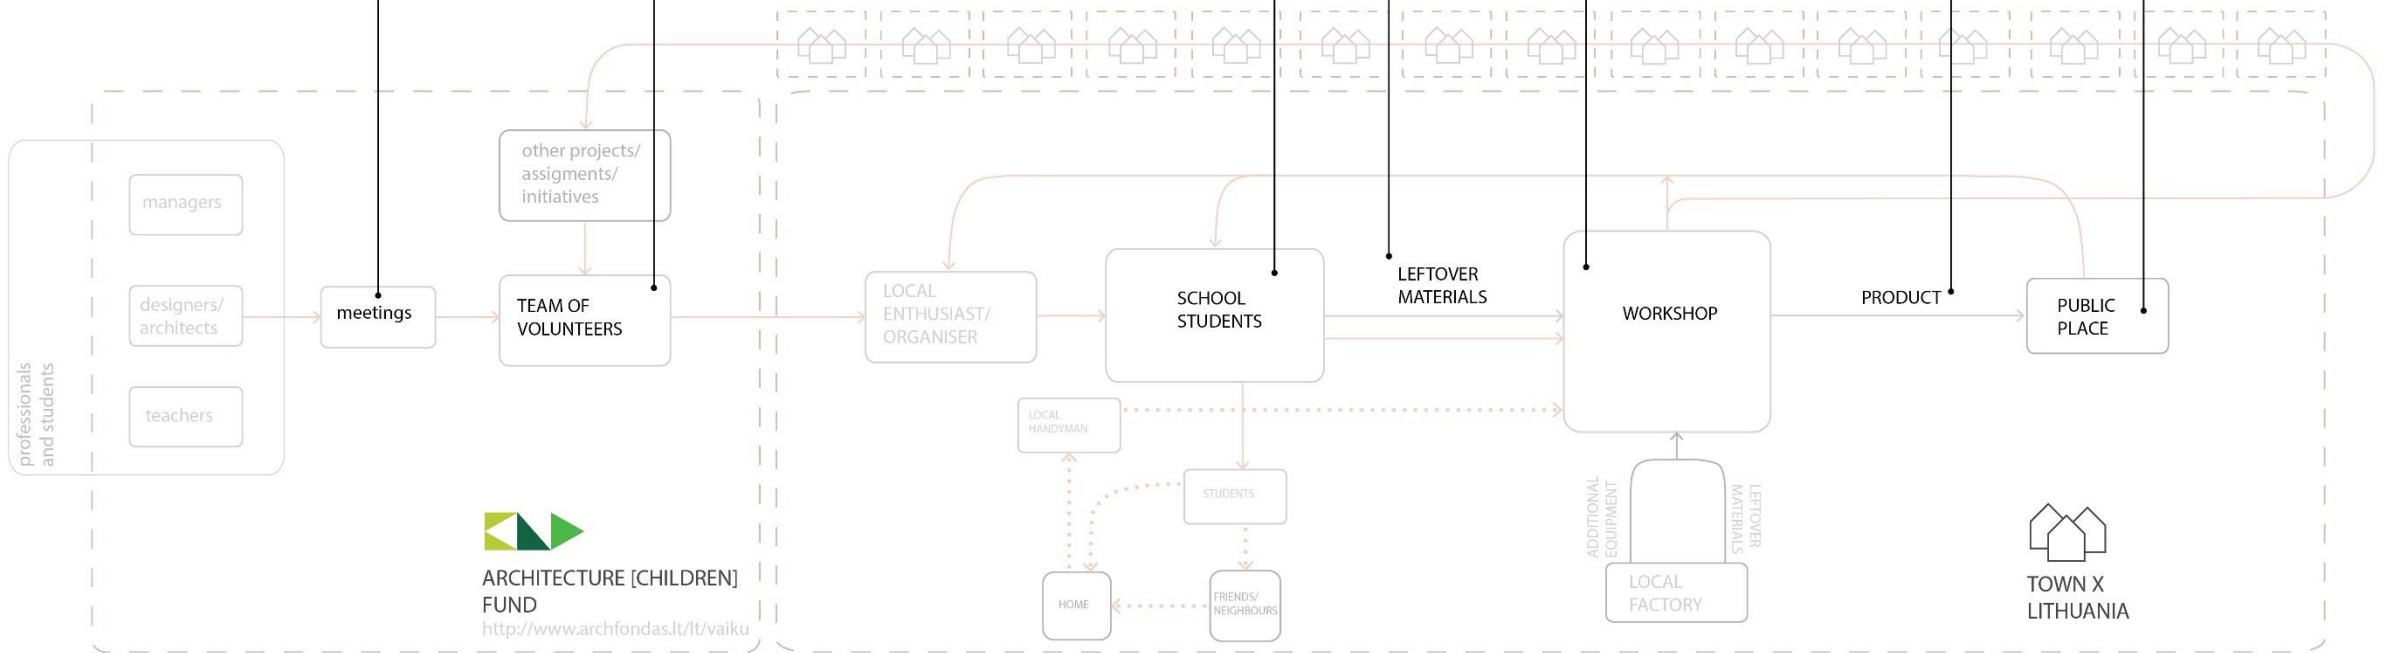 professionals
and students
managers
designers/
architects
teachers
meetings
other projects/
assigments/
initiatives
TEAM OF
VOLUNTEERS
ARCHITECTURE [CHILDREN]
FUND
http://www.archfondas.lt/lt/vaiku
LOCAL
ENTHUSIAST/
ORGANISER
SCHOOL
STUDENTS
LEFTOVER
MATERIALS
WORKSHOP
PRODUCT
PUBLIC
PLACE
LOCAL
HANDYMAN
STUDENTS
HOME
FRIENDS/
NEIGHBOURS
ADDITIONAL
EQUIPMENT
LEFTOVER
MATERIALS
LOCAL
FACTORY
TOWN X
LITHUANIA